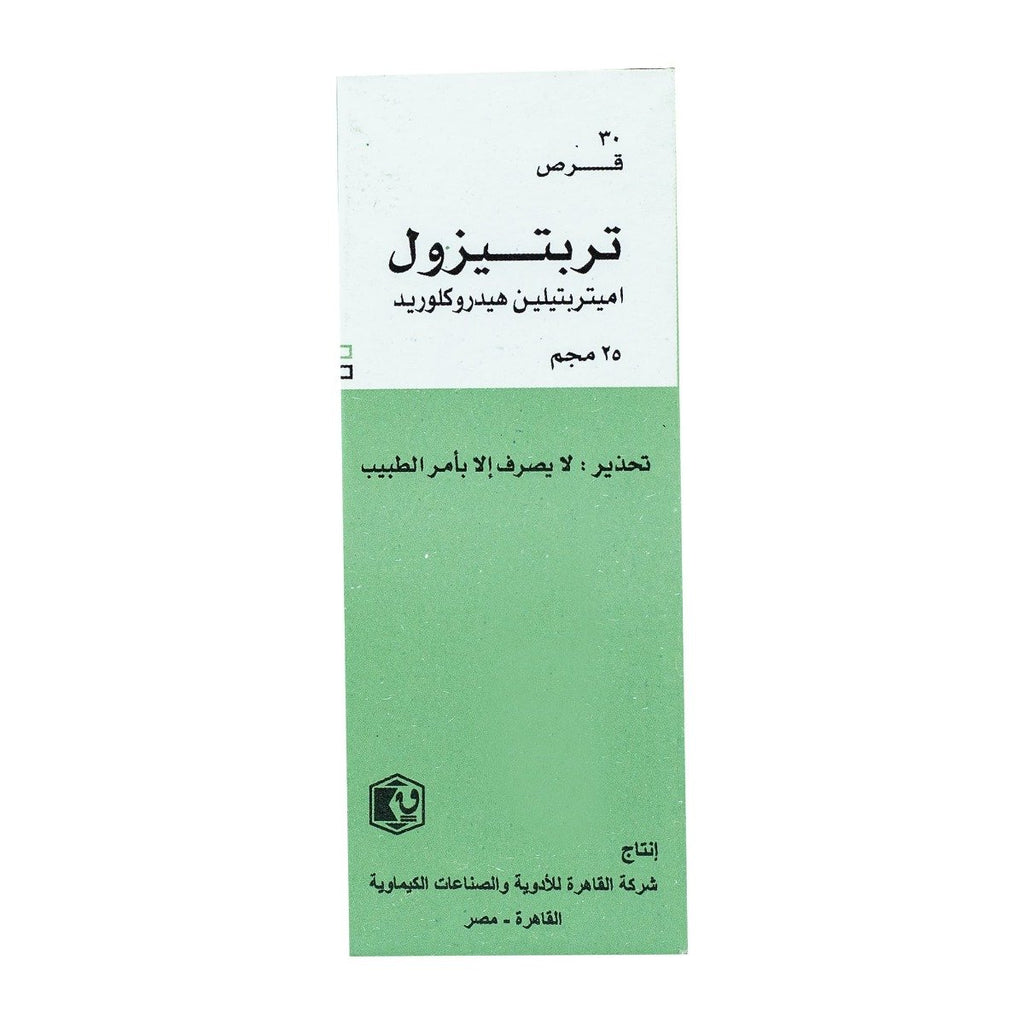 ٣٠
قرص
تربتيزول
اميتربتيلين هيدروكلوريد
٢٥ مجم
تحذير : لا يصرف إلا بأمر الطبيب
إنتاج
شركة القاهرة للأدوية والصناعات الكيماوية
القاهرة - مصر